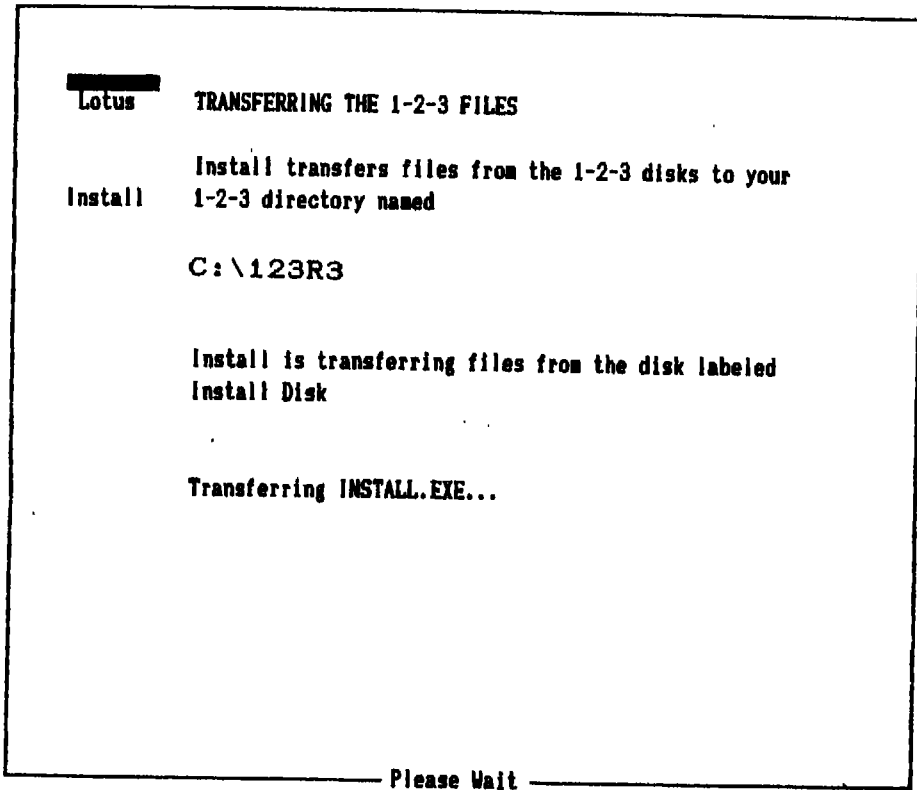 Lotus TRANSFERRING THE 1-2-3 FILES
Install transfers files from the 1-2-3 disks to your
Install 1-2-3 directory named
C:\123R3
Install is transferring files from the disk labeled
Install Disk
Transferring INSTALL.EXE...
Please Wait